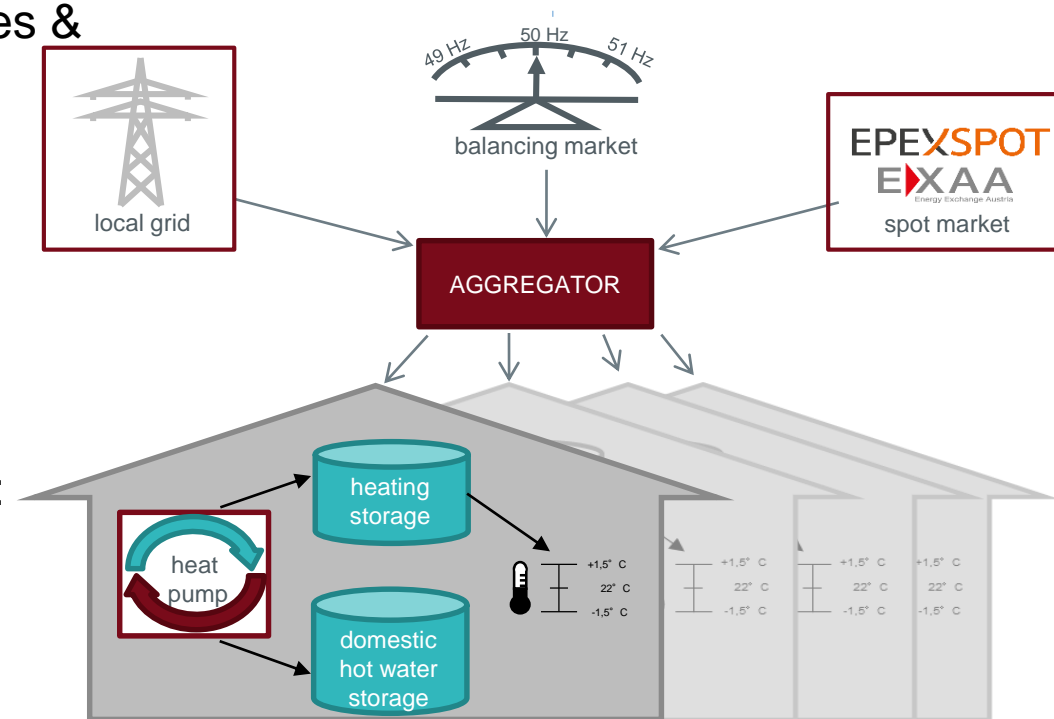 es &
49 Hz
50 Hz
51 Hz
balancing market
local grid
EPEXSPOT
EXAA
Energy Exchange Austria
spot market
AGGREGATOR
heating
storage
heat
pump
domestic
hot water
storage
+1,5° C
22° C
-1,5° C
+1,5° C
22° C
-1,5° C
+1,5° C
22° C
-1,5° C
+1,5° C
22° C
-1,5° C